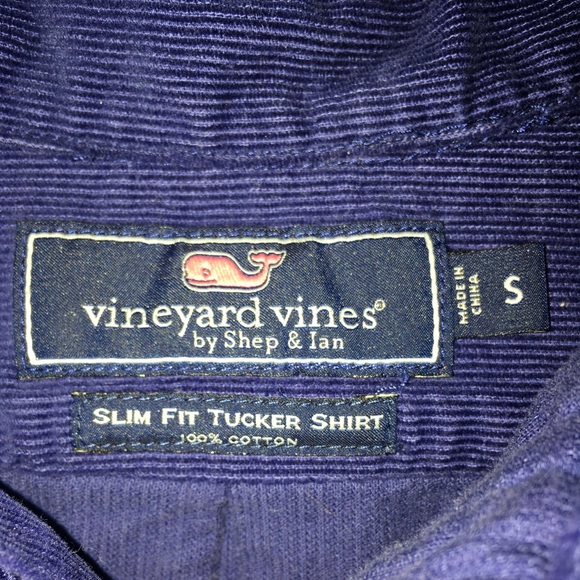 vineyard vines®
by Shep & Ian
MADE IN
CHINA
S
SLIM FIT TUCKER SHIRT
100% COTTON